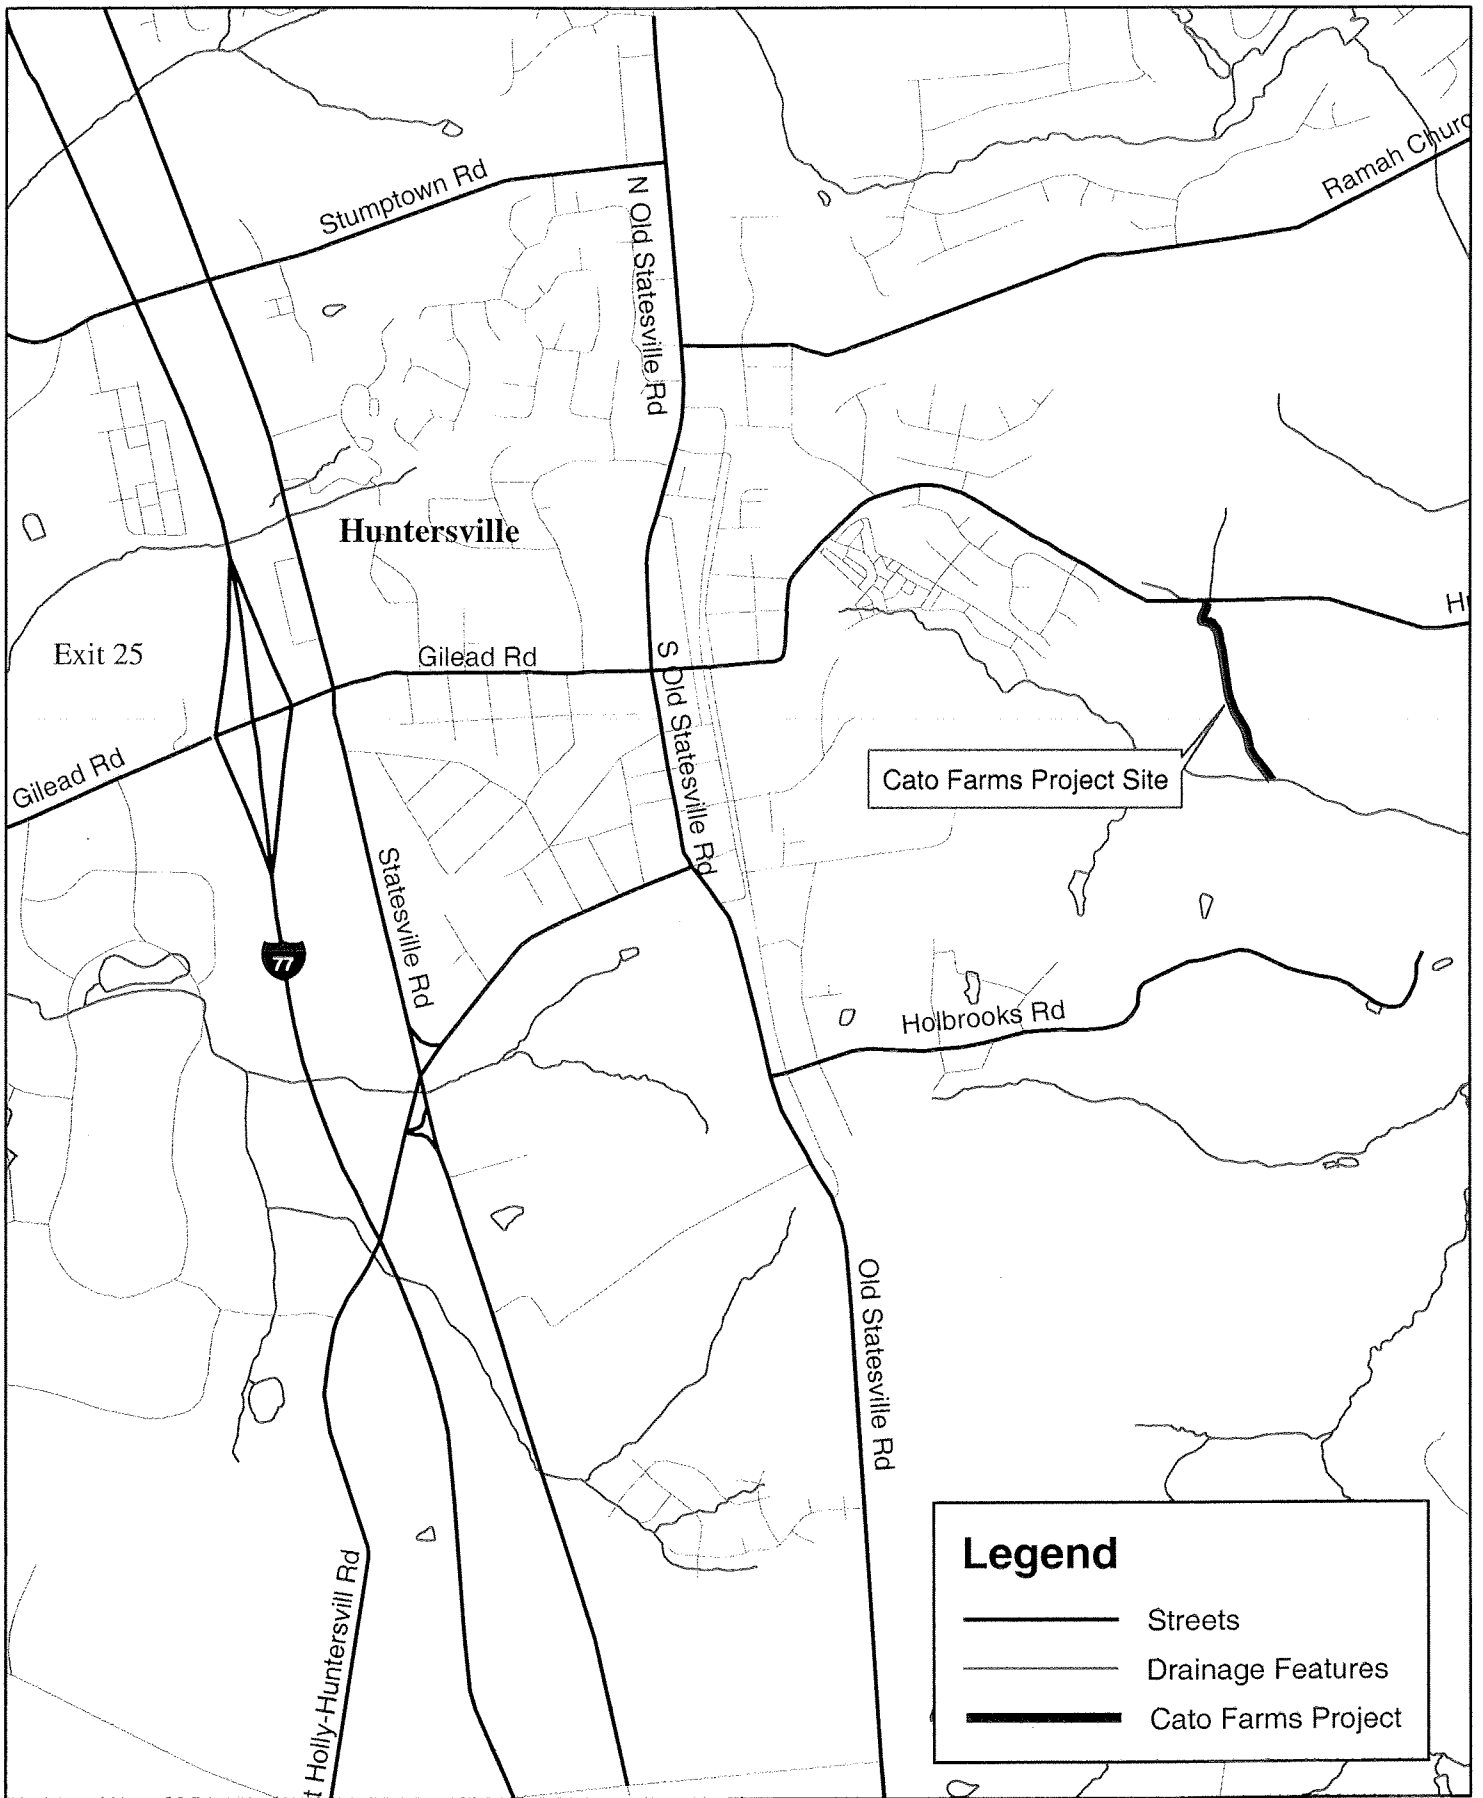 Ramah Churc
Stumptown Rd
N Old Statesville Rd
Huntersville
Exit 25
Gilead Rd
S Old Statesville Rd
Gilead Rd
Cato Farms Project Site
Statesville Rd
77
Holbrooks Rd
Old Statesville Rd
t Holly-Huntersvill Rd
Legend
Streets
Drainage Features
Cato Farms Project